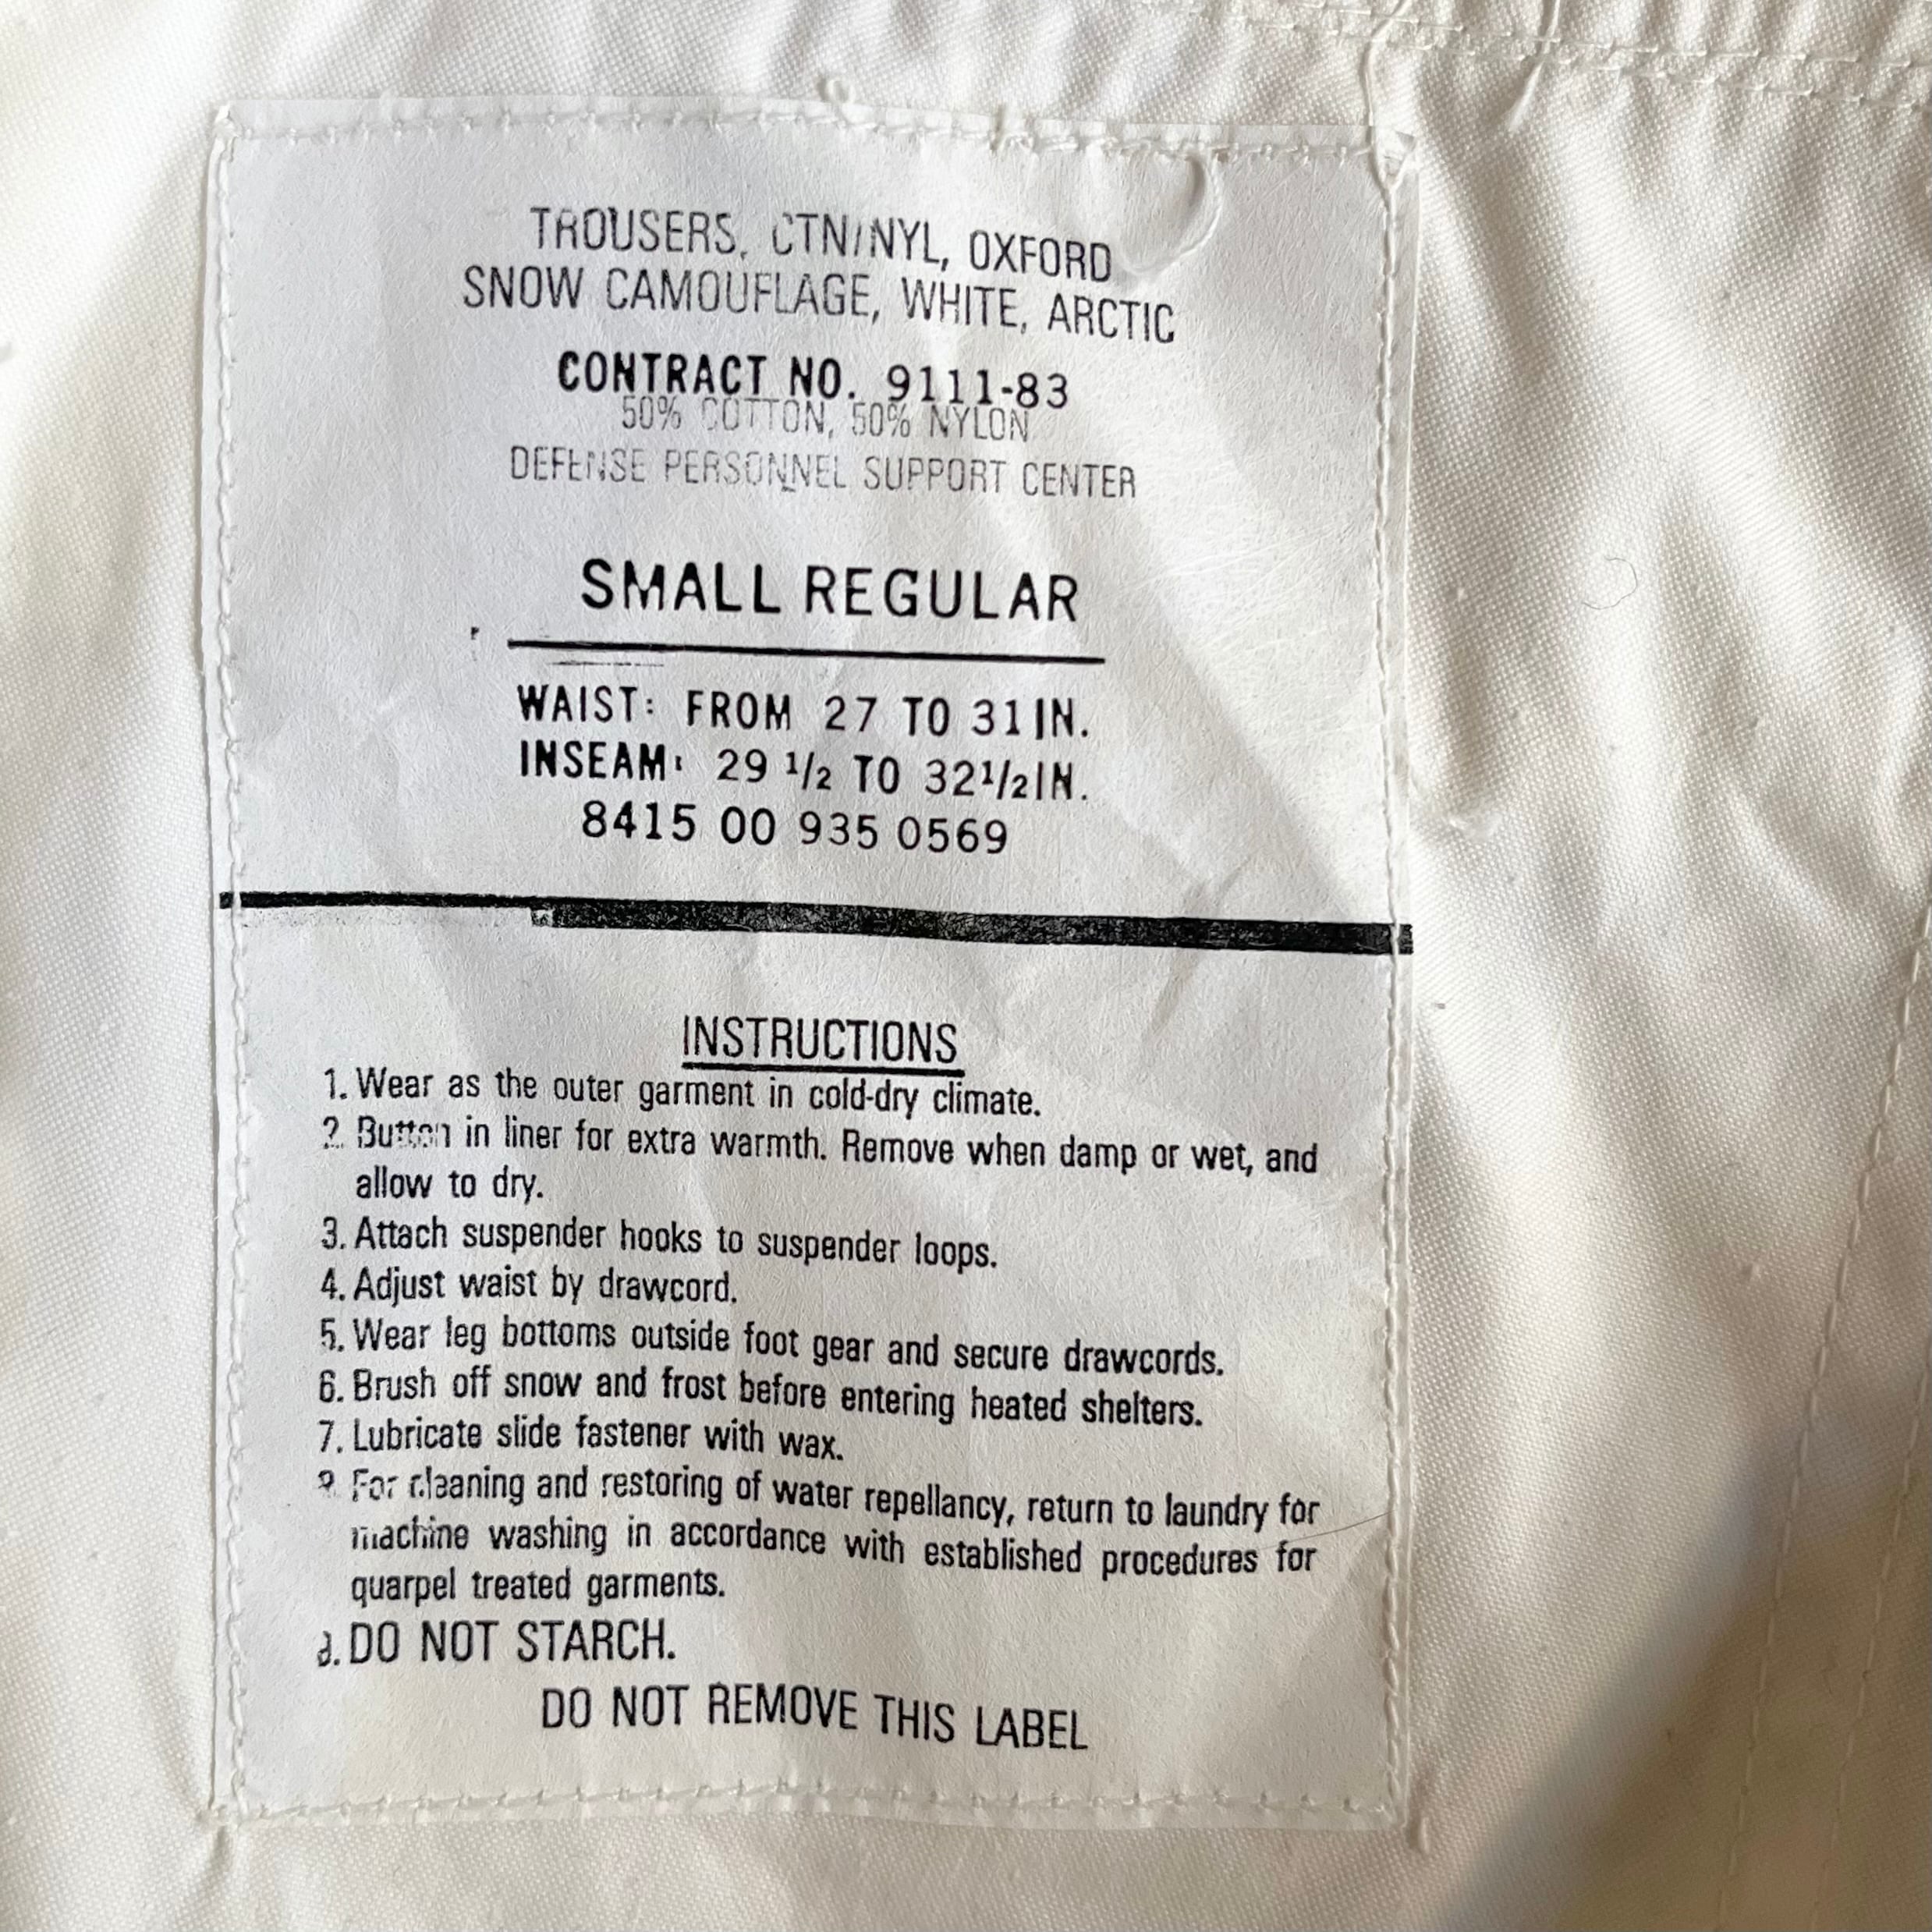 TROUSERS, CTN/NYL, OXFORD
SNOW CAMOUFLAGE, WHITE, ARCTIC
CONTRACT NO. 9111-83
50% COTTON, 50% NYLON
DEFENSE PERSONNEL SUPPORT CENTER
SMALL REGULAR
WAIST: FROM 27 TO 31 IN.
INSEAM: 29 1/2 TO 32 1/2 IN.
8415 00 935 0569
INSTRUCTIONS
1. Wear as the outer garment in cold-dry climate.
2. Button in liner for extra warmth. Remove when damp or wet, and
allow to dry.
3. Attach suspender hooks to suspender loops.
4. Adjust waist by drawcord.
5. Wear leg bottoms outside foot gear and secure drawcords.
6. Brush off snow and frost before entering heated shelters.
7. Lubricate slide fastener with wax.
8. For cleaning and restoring of water repellancy, return to laundry for
machine washing in accordance with established procedures for
quarpel treated garments.
9. DO NOT STARCH.
DO NOT REMOVE THIS LABEL